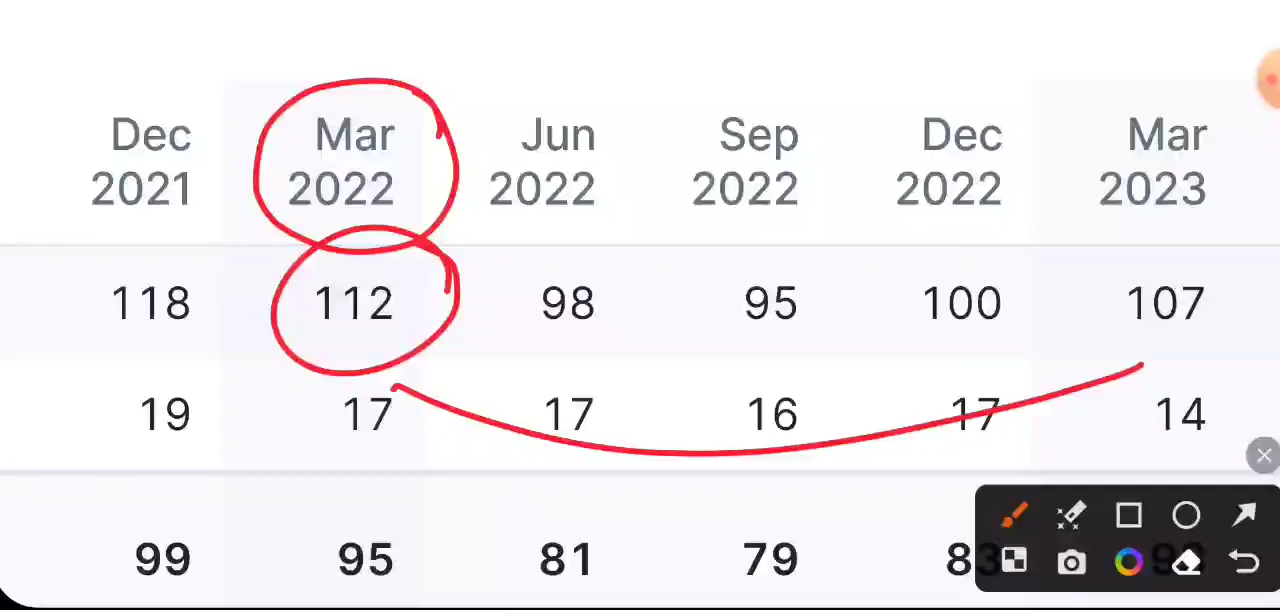 Dec 2021 Mar 2022 Jun 2022 Sep 2022 Dec 2022 Mar 2023
118 112 98 95 100 107
19 17 17 16 17 14
99 95 81 79 83